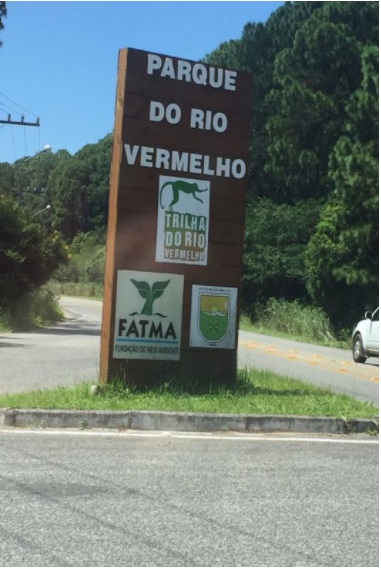 PARQUE
DO RIO
VERMELHO
TRILHA
DO RIO
VERMELHO
FATMA
FUNDAÇÃO DO MEIO AMBIENTE